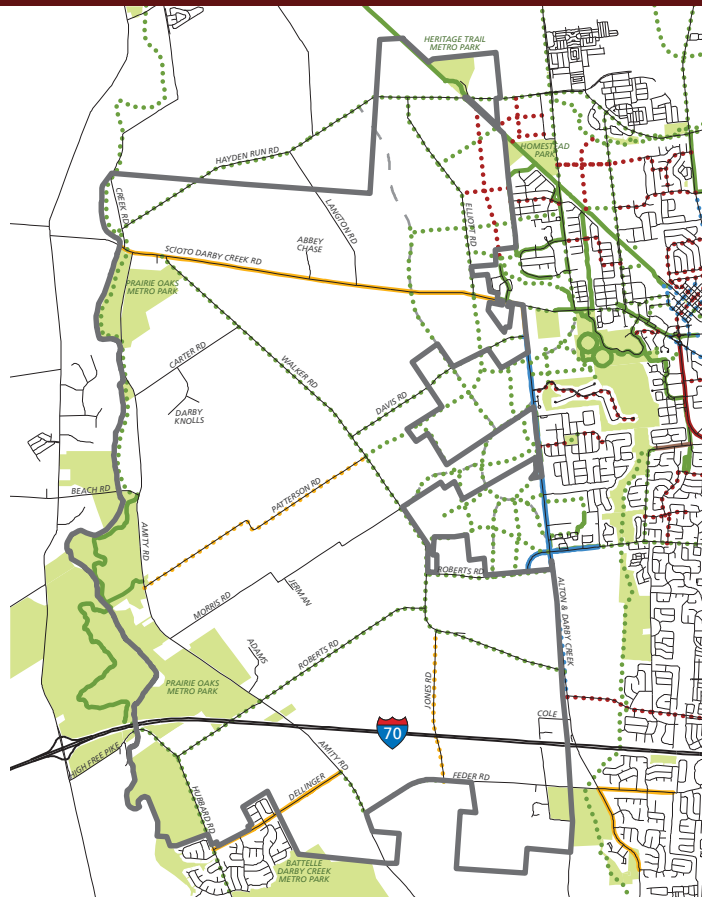 HERITAGE TRAIL
METRO PARK
HOMESTEAD
PARK
HAYDEN RUN RD
CREEK RD
LANGTON RD
ELLIOTT RD
ABBEY
CHASE
SCIOTO DARBY CREEK RD
PRAIRIE OAKS
METRO PARK
CARTER RD
WALKER RD
DARBY
KNOLLS
DAVIS RD
BEACH RD
PATTERSON RD
AMITY RD
ROBERTS RD
JERMAN
MORRIS RD
ALTON & DARBY CREEK
ADAMS
ROBERTS RD
PRAIRIE OAKS
METRO PARK
JONES RD
COLE
70
HIGH FREE PIKE
AMITY RD
FEDER RD
DELLINGER
HUBBARD RD
BATTELLE
DARBY CREEK
METRO PARK